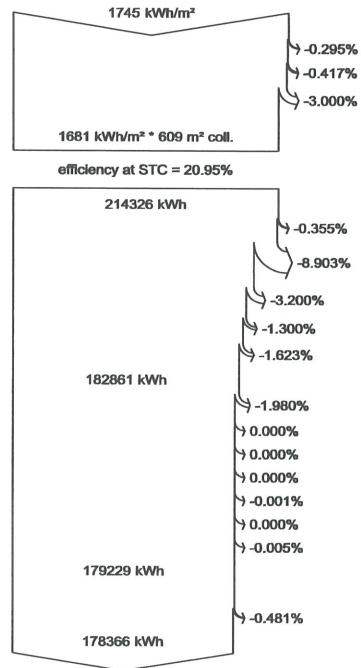 1745 kWh/m²
-0.295%
-0.417%
-3.000%
1681 kWh/m² * 609 m² coll.
efficiency at STC = 20.95%
214326 kWh
-0.355%
-8.903%
-3.200%
-1.300%
-1.623%
182861 kWh
-1.980%
0.000%
0.000%
0.000%
-0.001%
0.000%
-0.005%
179229 kWh
-0.481%
178366 kWh